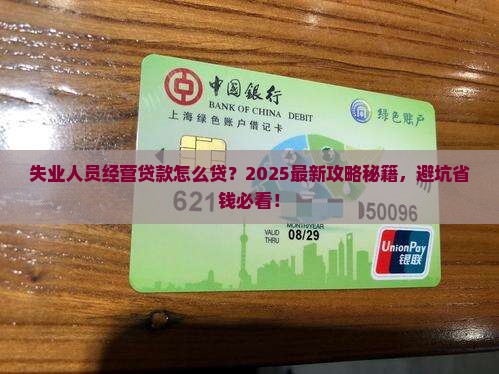 中国银行
BANK OF CHINA DEBIT
上海绿色账户借记卡
绿色账户
失业人员经营贷款怎么贷？2025最新攻略秘籍，避坑省
钱必看！
MONTH/YEAR
VALID THRU 08/29
UnionPay
银联